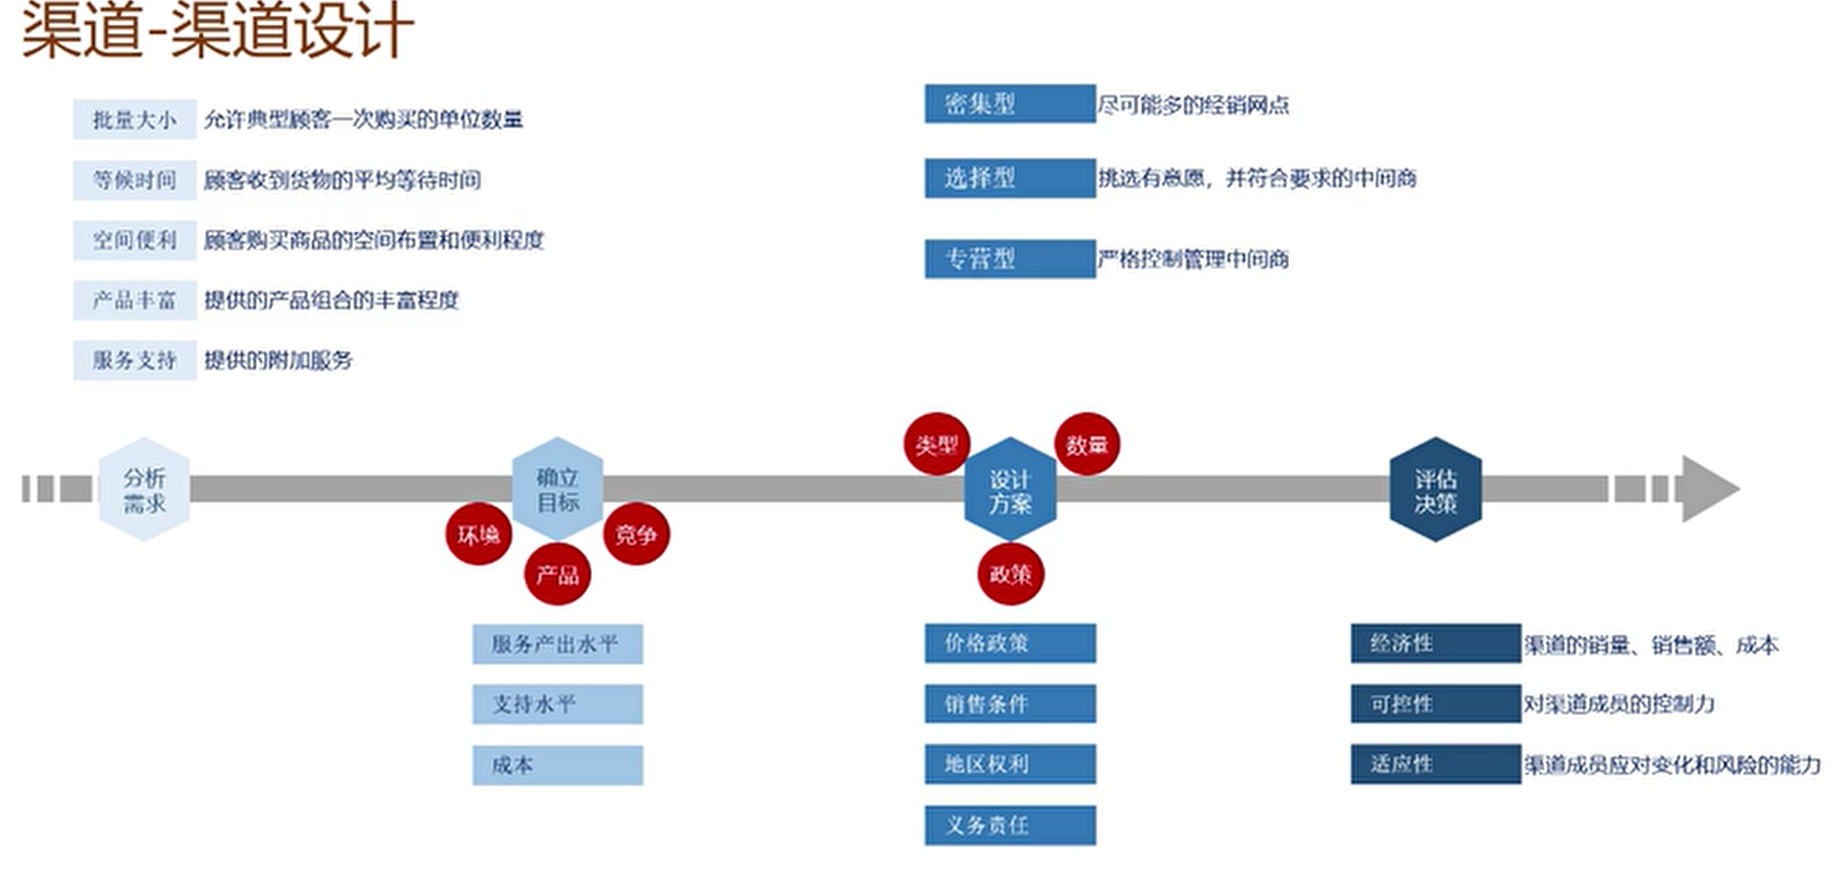 渠道-渠道设计
批量大小 允许典型顾客一次购买的单位数量
等候时间 顾客收到货物的平均等待时间
空间便利 顾客购买商品的空间布置和便利程度
产品丰富 提供的产品组合的丰富程度
服务支持 提供的附加服务
密集型 尽可能多的经销网点
选择型 挑选有意愿，并符合要求的中间商
专营型 严格控制管理中间商
分析
需求
确立
目标
环境
产品
竞争
类型
数量
设计
方案
政策
评估
决策
服务产出水平
支持水平
成本
价格政策
销售条件
地区权利
义务责任
经济性 渠道的销量、销售额、成本
可控性 对渠道成员的控制力
适应性 渠道成员应对变化和风险的能力